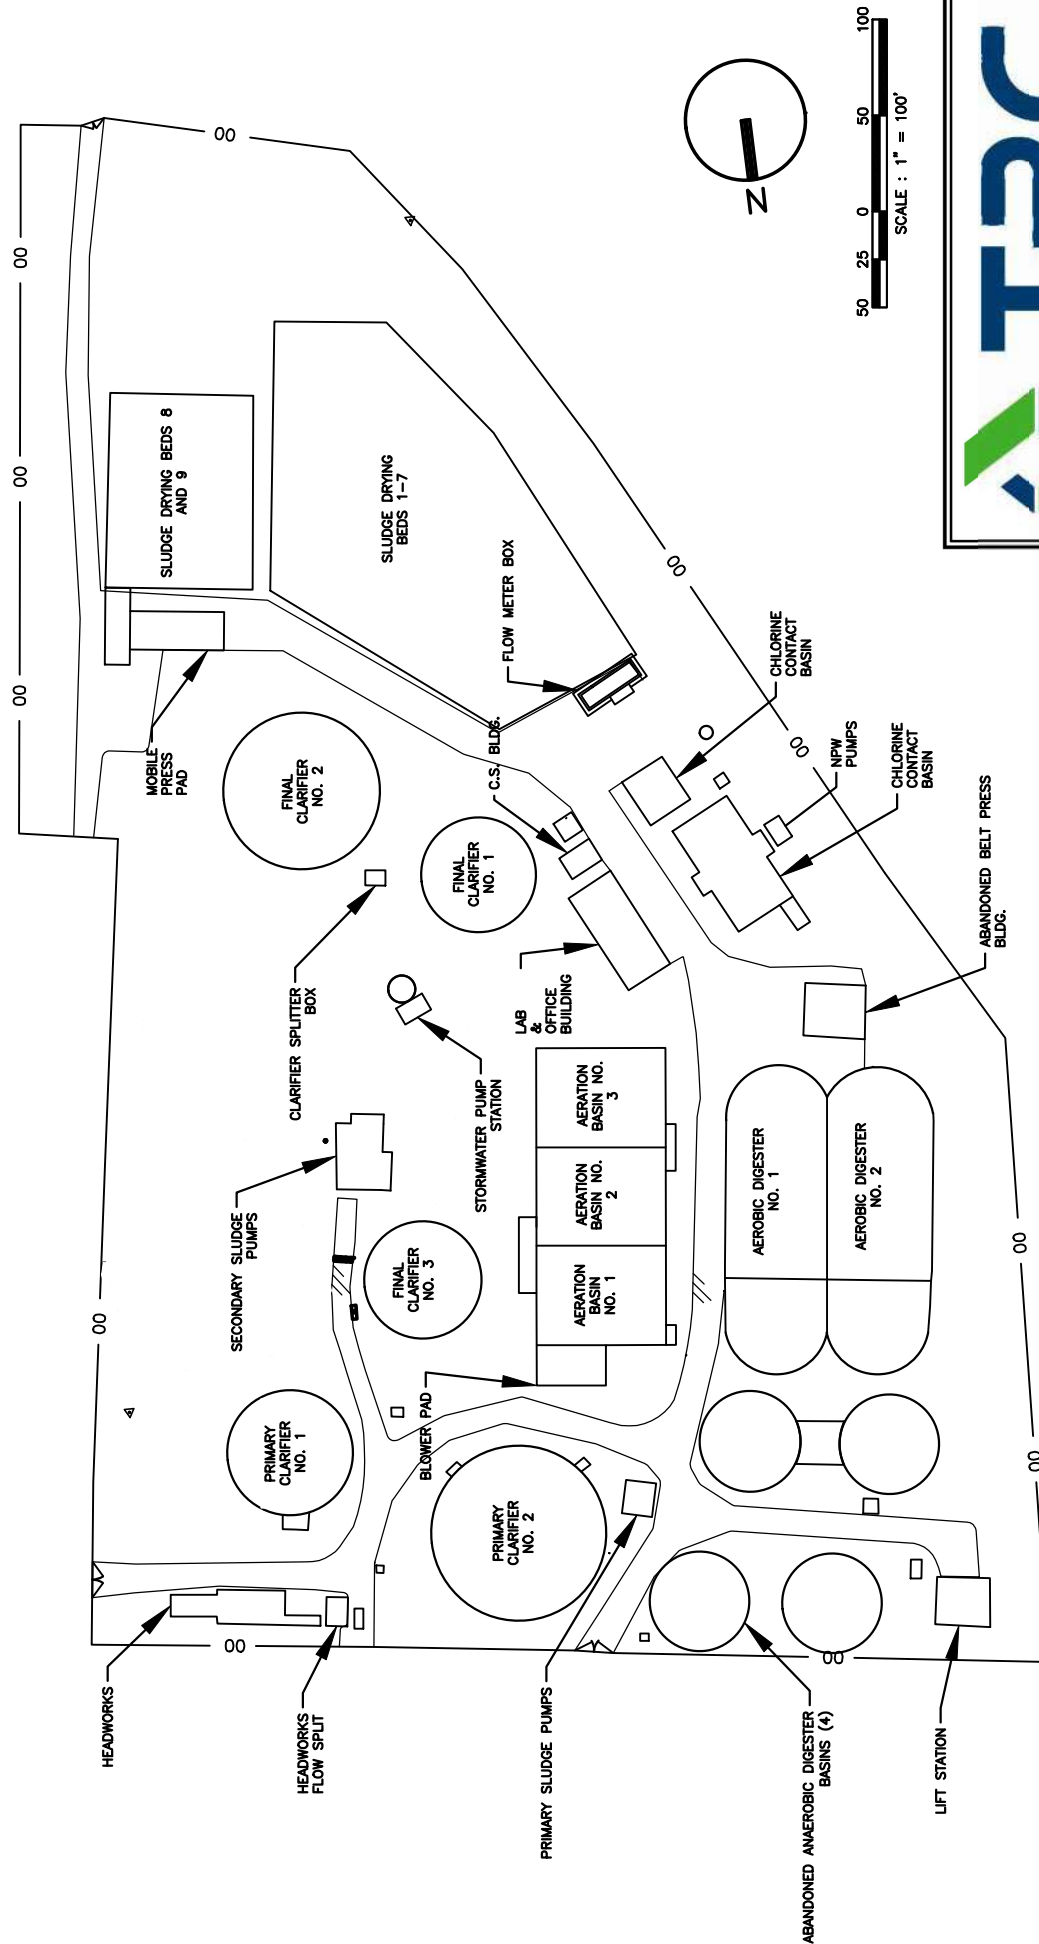 HEADWORKS
HEADWORKS
FLOW SPLIT
PRIMARY SLUDGE PUMPS
ABANDONED ANAEROBIC DIGESTER
BASINS (4)
LIFT STATION
PRIMARY
CLARIFIER
NO. 1
PRIMARY
CLARIFIER
NO. 2
BLOWER PAD
SECONDARY SLUDGE
PUMPS
FINAL
CLARIFIER
NO. 3
AERATION
BASIN
NO. 1
AERATION
BASIN NO.
2
AERATION
BASIN NO.
3
AEROBIC DIGESTER
NO. 1
AEROBIC DIGESTER
NO. 2
CLARIFIER SPLITTER
BOX
STORMWATER PUMP
STATION
LAB
&
OFFICE
BUILDING
ABANDONED BELT PRESS
BLDG.
MOBILE
PRESS
PAD
FINAL
CLARIFIER
NO. 2
FINAL
CLARIFIER
NO. 1
C.S. BLDG.
FLOW METER BOX
CHLORINE
CONTACT
BASIN
NPW
PUMPS
CHLORINE
CONTACT
BASIN
SLUDGE DRYING BEDS 8
AND 9
SLUDGE DRYING
BEDS 1-7
00
00
00
00
00
00
00
00
00
00
00
N
50 25 0 50 100
SCALE : 1" = 100'